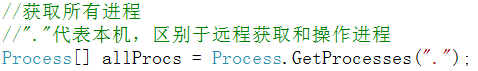 //获取所有进程
//"."代表本机，区别于远程获取和操作进程
Process[] allProcs = Process.GetProcesses(".");